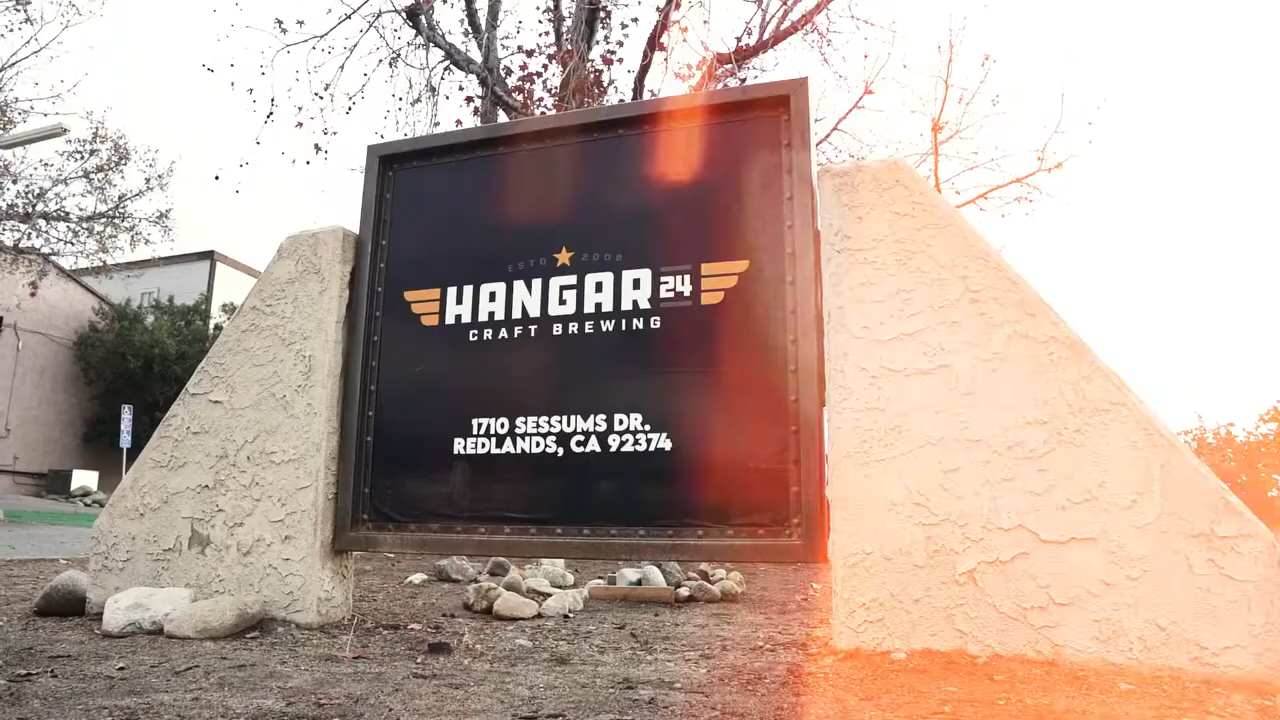 ESTD 2008
HANGAR 24
CRAFT BREWING
1710 SESSUMS DR.
REDLANDS, CA 92374